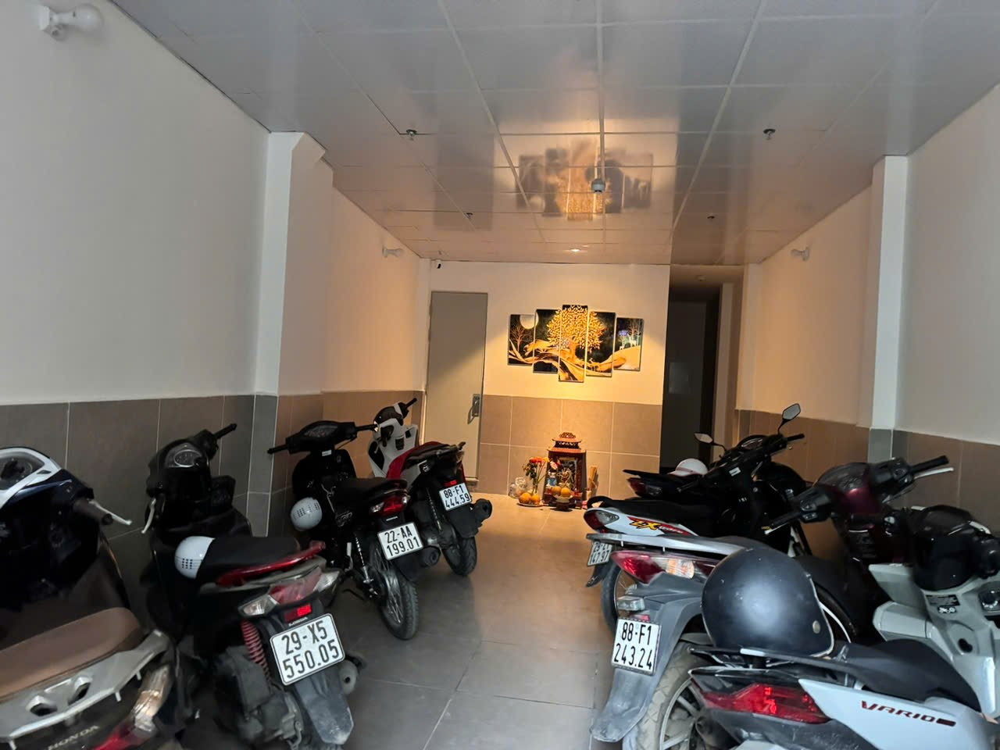 88-F1
444.59
22-AA
199.01
29-X5
550.05
88-F1
243.24
VARIO
HONDA